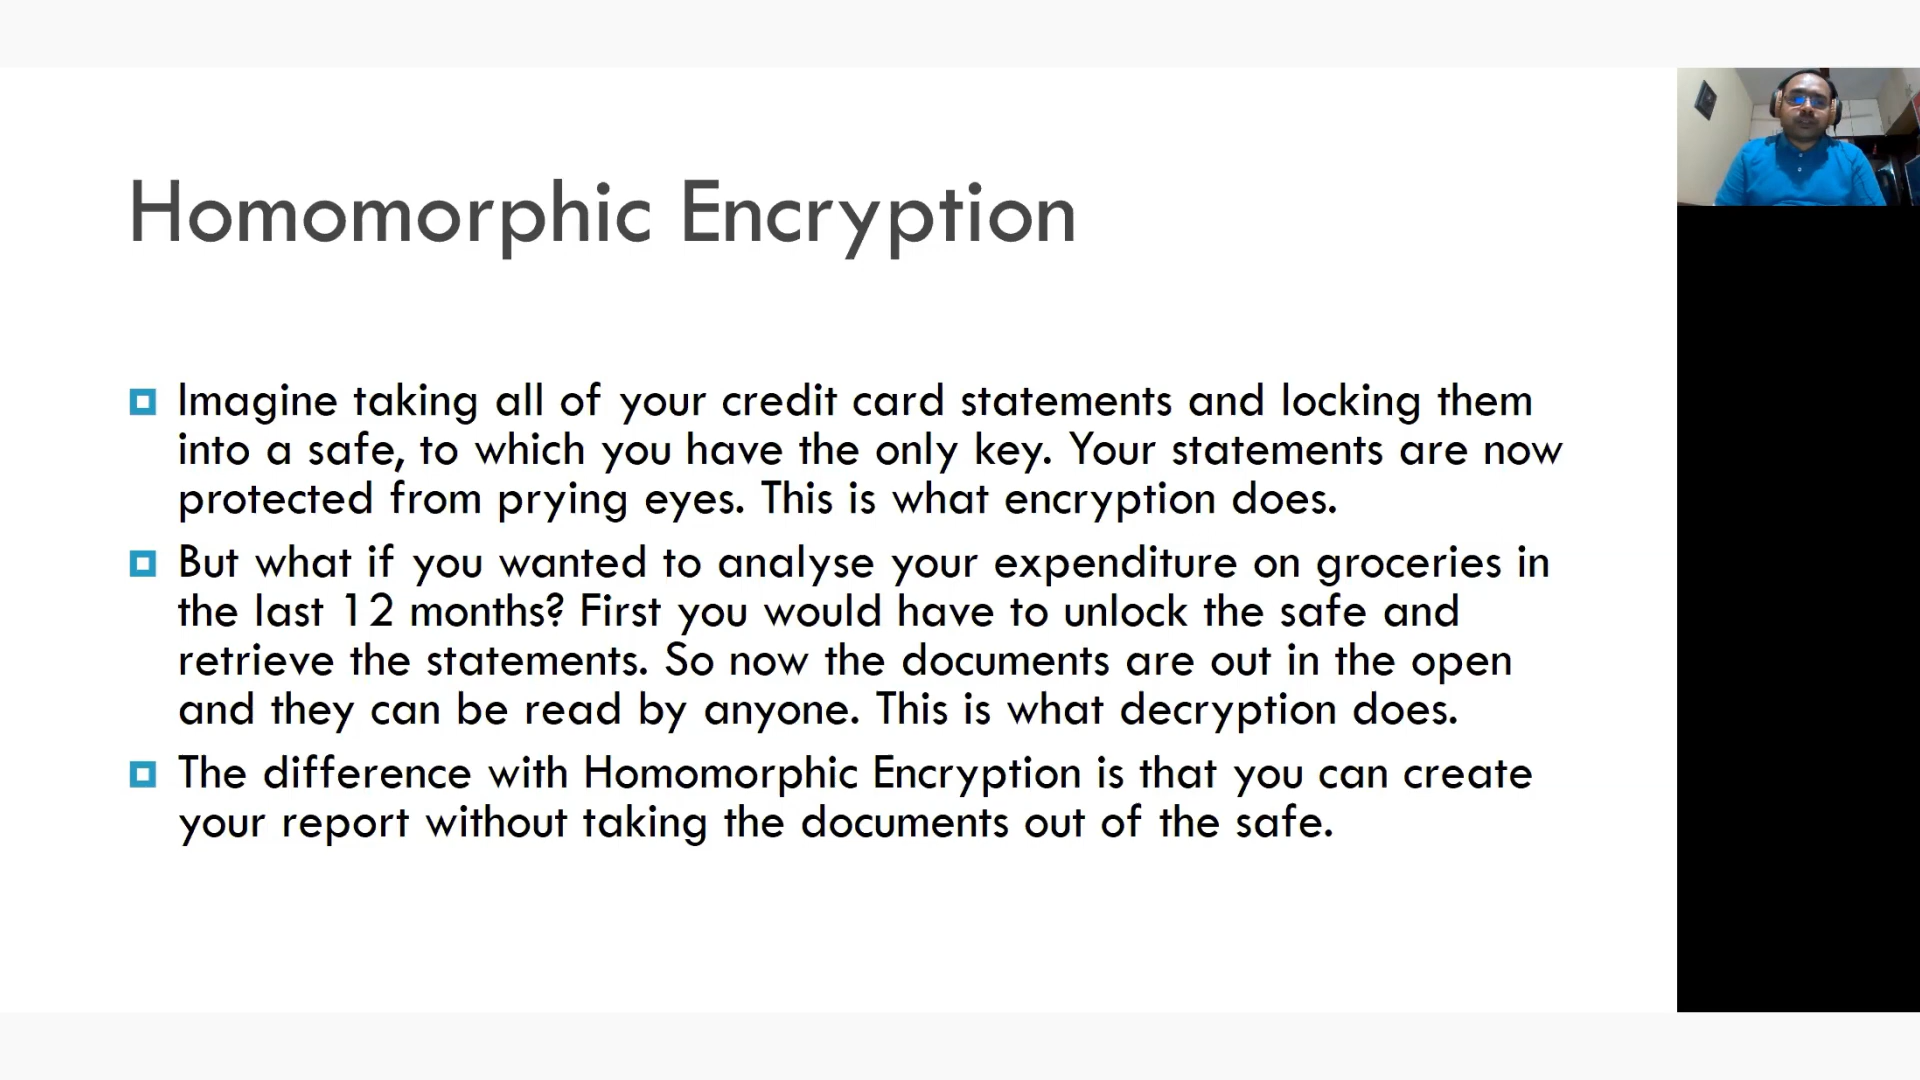 Homomorphic Encryption
Imagine taking all of your credit card statements and locking them
into a safe, to which you have the only key. Your statements are now
protected from prying eyes. This is what encryption does.
But what if you wanted to analyse your expenditure on groceries in
the last 12 months? First you would have to unlock the safe and
retrieve the statements. So now the documents are out in the open
and they can be read by anyone. This is what decryption does.
The difference with Homomorphic Encryption is that you can create
your report without taking the documents out of the safe.